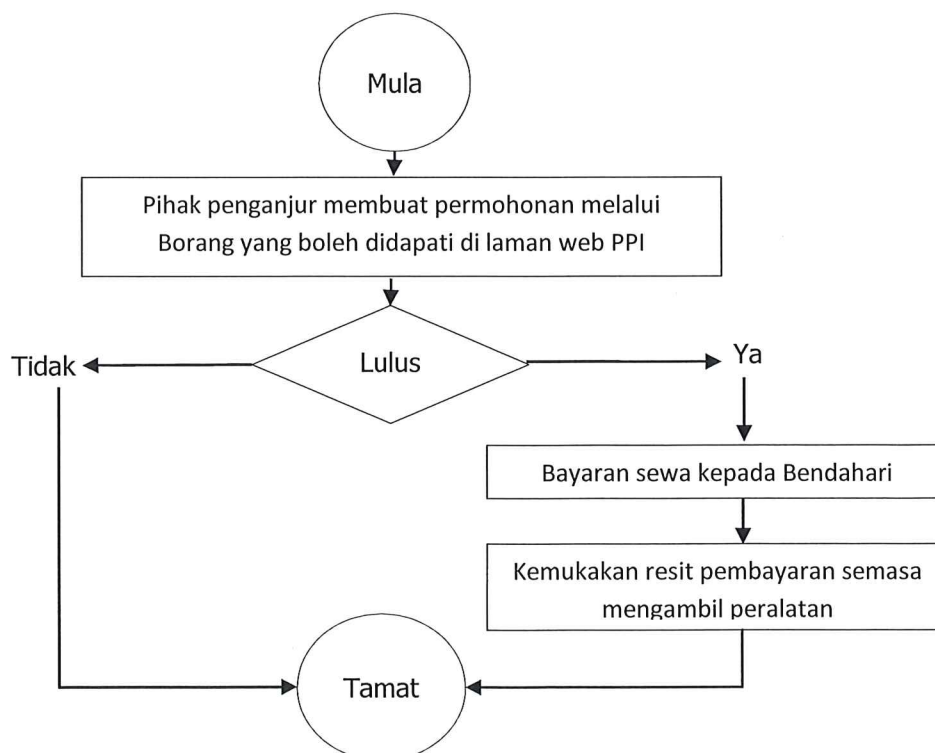 Mula
Pihak penganjur membuat permohonan melalui
Borang yang boleh didapati di laman web PPI
Tidak
Lulus
Ya
Bayaran sewa kepada Bendahari
Kemukakan resit pembayaran semasa
mengambil peralatan
Tamat